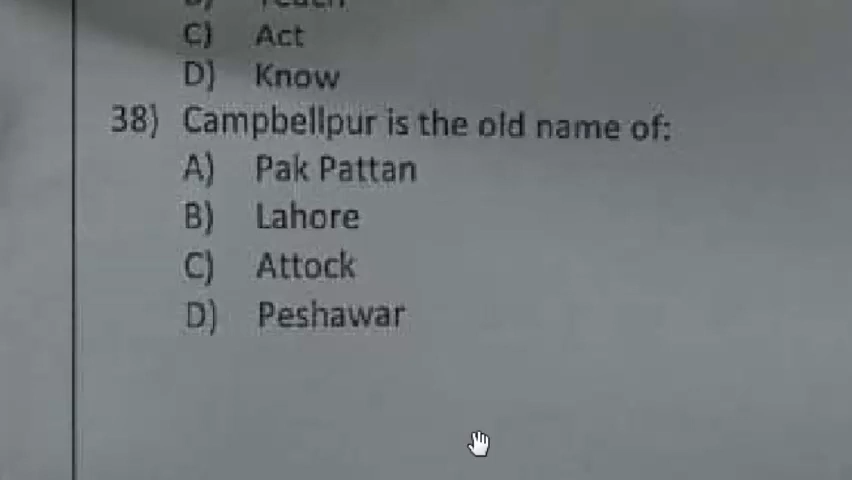 C) Act
D) Know
38) Campbellpur is the old name of:
A) Pak Pattan
B) Lahore
C) Attock
D) Peshawar